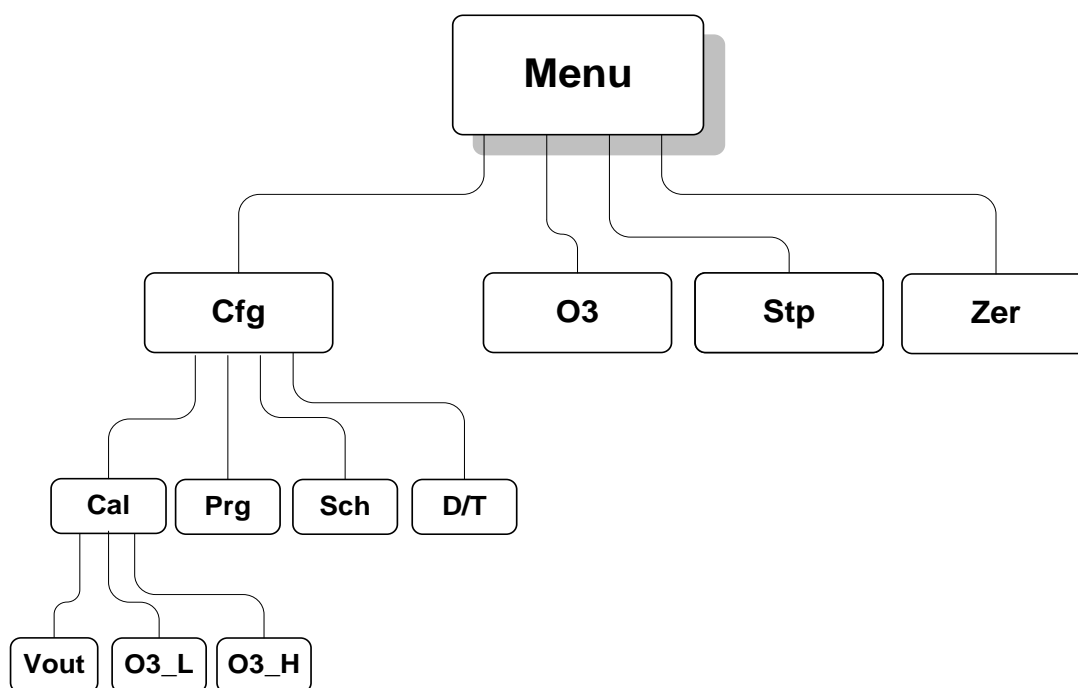 Menu
Cfg
O3
Stp
Zer
Cal
Prg
Sch
D/T
Vout
O3_L
O3_H